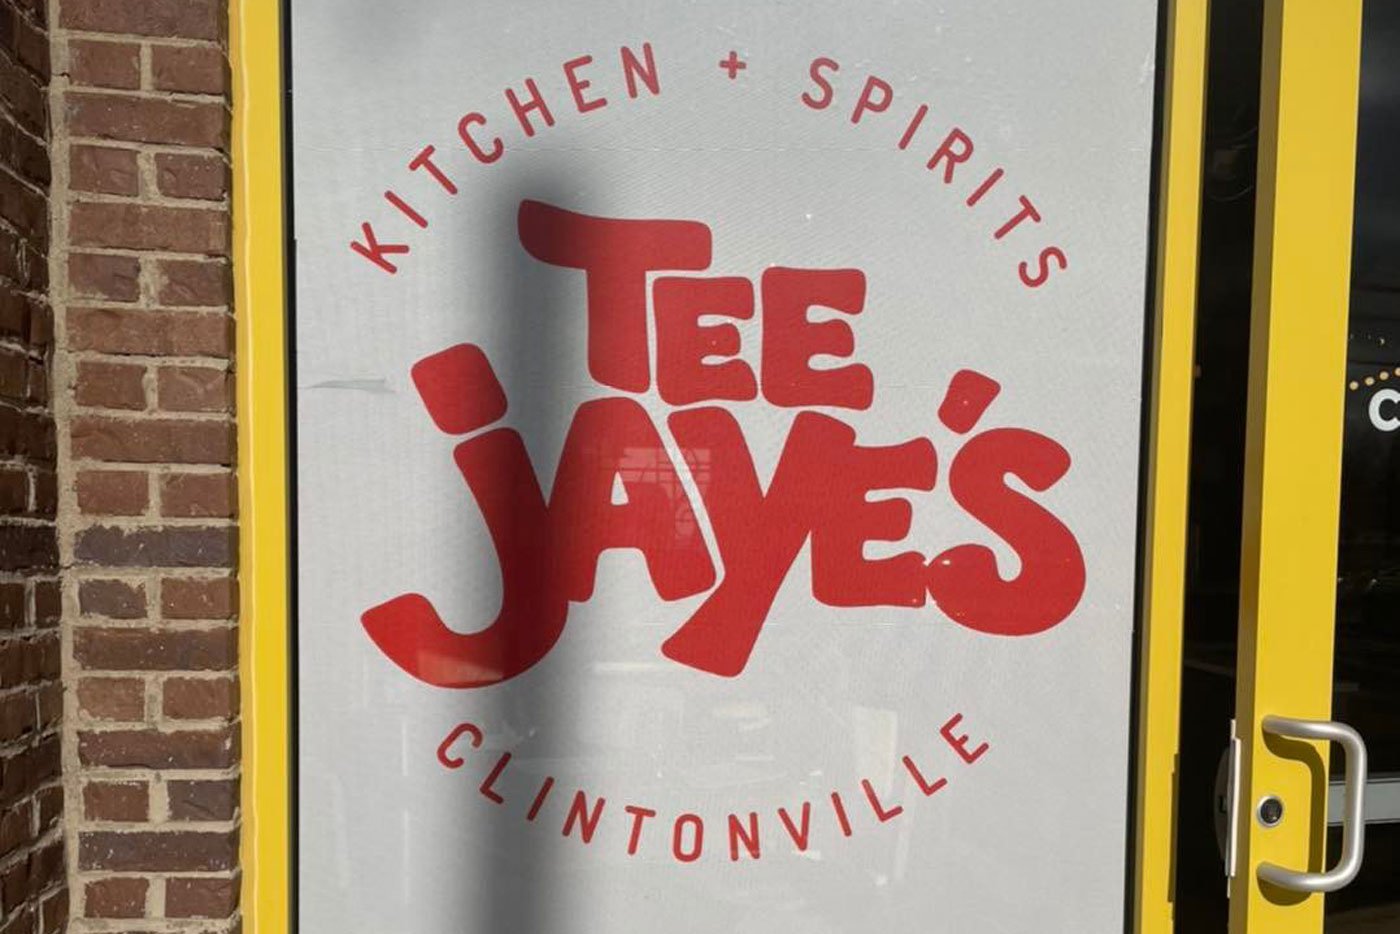 KITCHEN + SPIRITS
TEE
JAYE'S
CLINTONVILLE